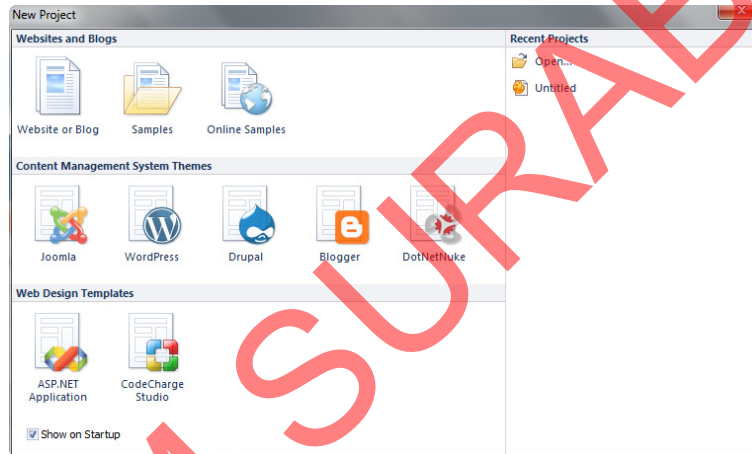 New Project
Websites and Blogs
Website or Blog
Samples
Online Samples
Content Management System Themes
Joomla
WordPress
Drupal
Blogger
DotNetNuke
Web Design Templates
ASP.NET
Application
CodeCharge
Studio
Show on Startup
Recent Projects
Open...
Untitled
SURAB